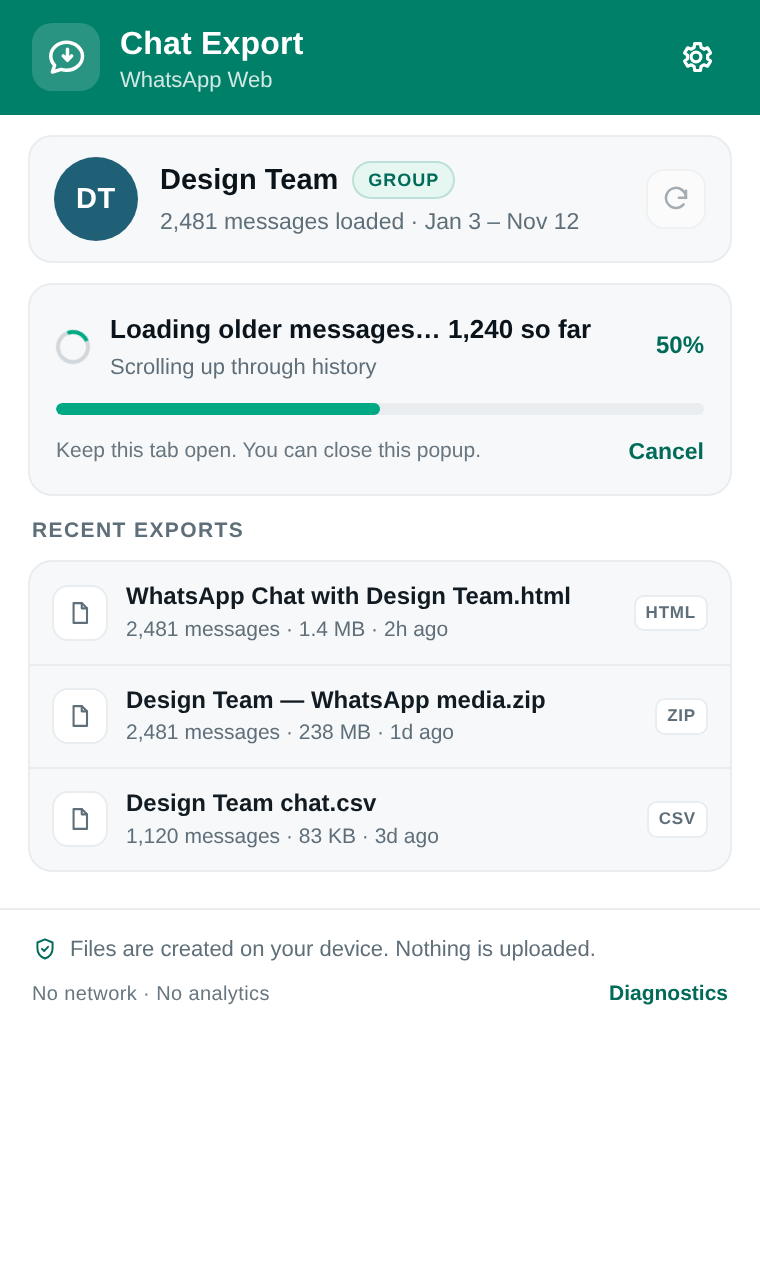 Chat Export
WhatsApp Web
DT
Design Team GROUP
2,481 messages loaded · Jan 3 – Nov 12
Loading older messages… 1,240 so far
Scrolling up through history
50%
Keep this tab open. You can close this popup.
Cancel
RECENT EXPORTS
WhatsApp Chat with Design Team.html
2,481 messages · 1.4 MB · 2h ago
HTML
Design Team — WhatsApp media.zip
2,481 messages · 238 MB · 1d ago
ZIP
Design Team chat.csv
1,120 messages · 83 KB · 3d ago
CSV
Files are created on your device. Nothing is uploaded.
No network · No analytics
Diagnostics